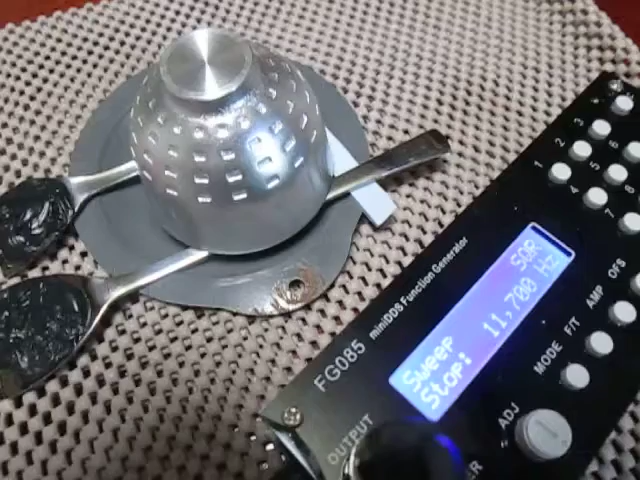 FG085 miniDDS Function Generator
Sweep SQR
Stop: 11,700 Hz
1 2 3
4 5 6
7 8
MODE F/T AMP OFS
ADJ
OUTPUT
ER